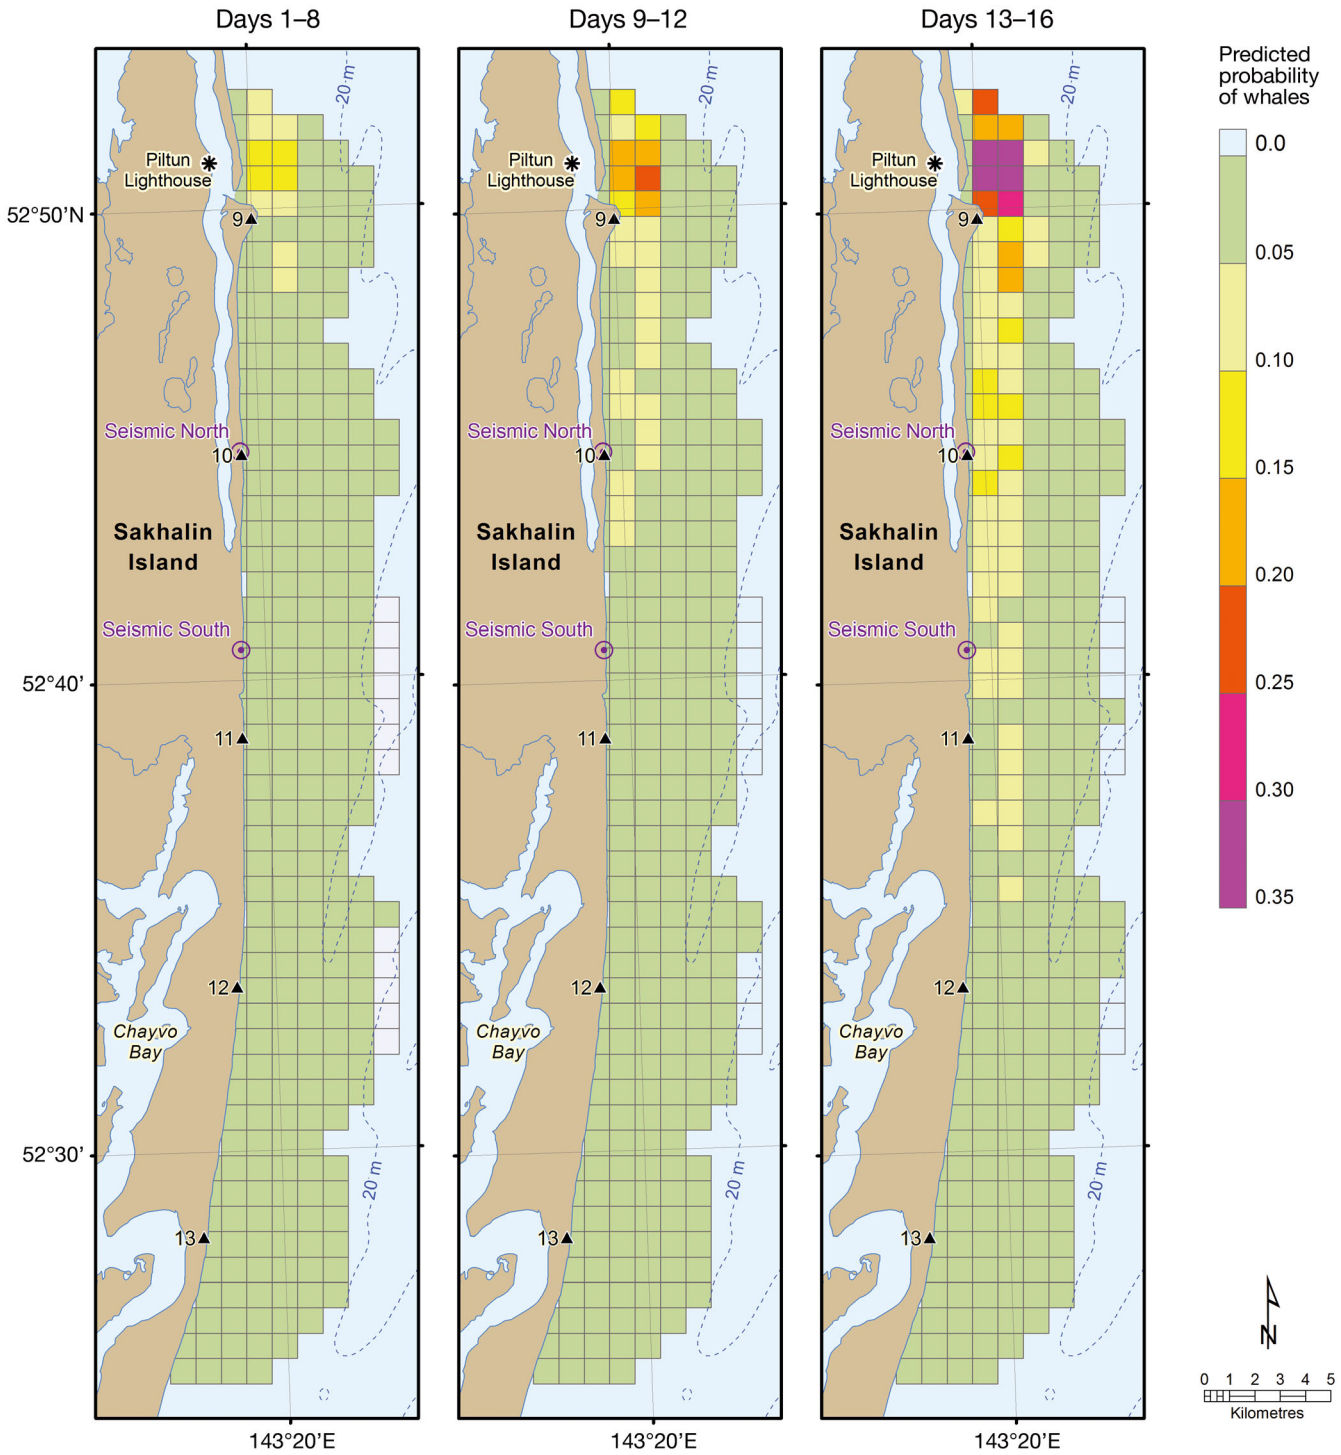 Days 1–8
Days 9–12
Days 13–16
20 m
Piltun
Lighthouse
52°50'N
9
Seismic North
10
Sakhalin
Island
Seismic South
52°40'
11
12
Chayvo
Bay
52°30'
20 m
13
143°20'E
20 m
Piltun
Lighthouse
9
Seismic North
10
Sakhalin
Island
Seismic South
11
12
Chayvo
Bay
20 m
13
143°20'E
20 m
Piltun
Lighthouse
9
Seismic North
10
Sakhalin
Island
Seismic South
11
12
Chayvo
Bay
20 m
13
143°20'E
Predicted
probability
of whales
0.0
0.05
0.10
0.15
0.20
0.25
0.30
0.35
N
0 1 2 3 4 5
Kilometres